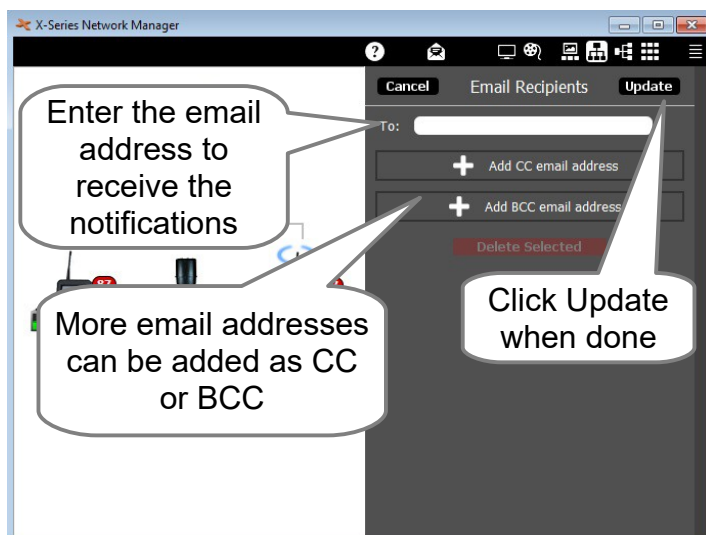 X-Series Network Manager
?
Cancel
Email Recipients
Update
To:
Add CC email address
Add BCC email address
Delete Selected
Enter the email
address to
receive the
notifications
87
More email addresses
can be added as CC
or BCC
Click Update
when done